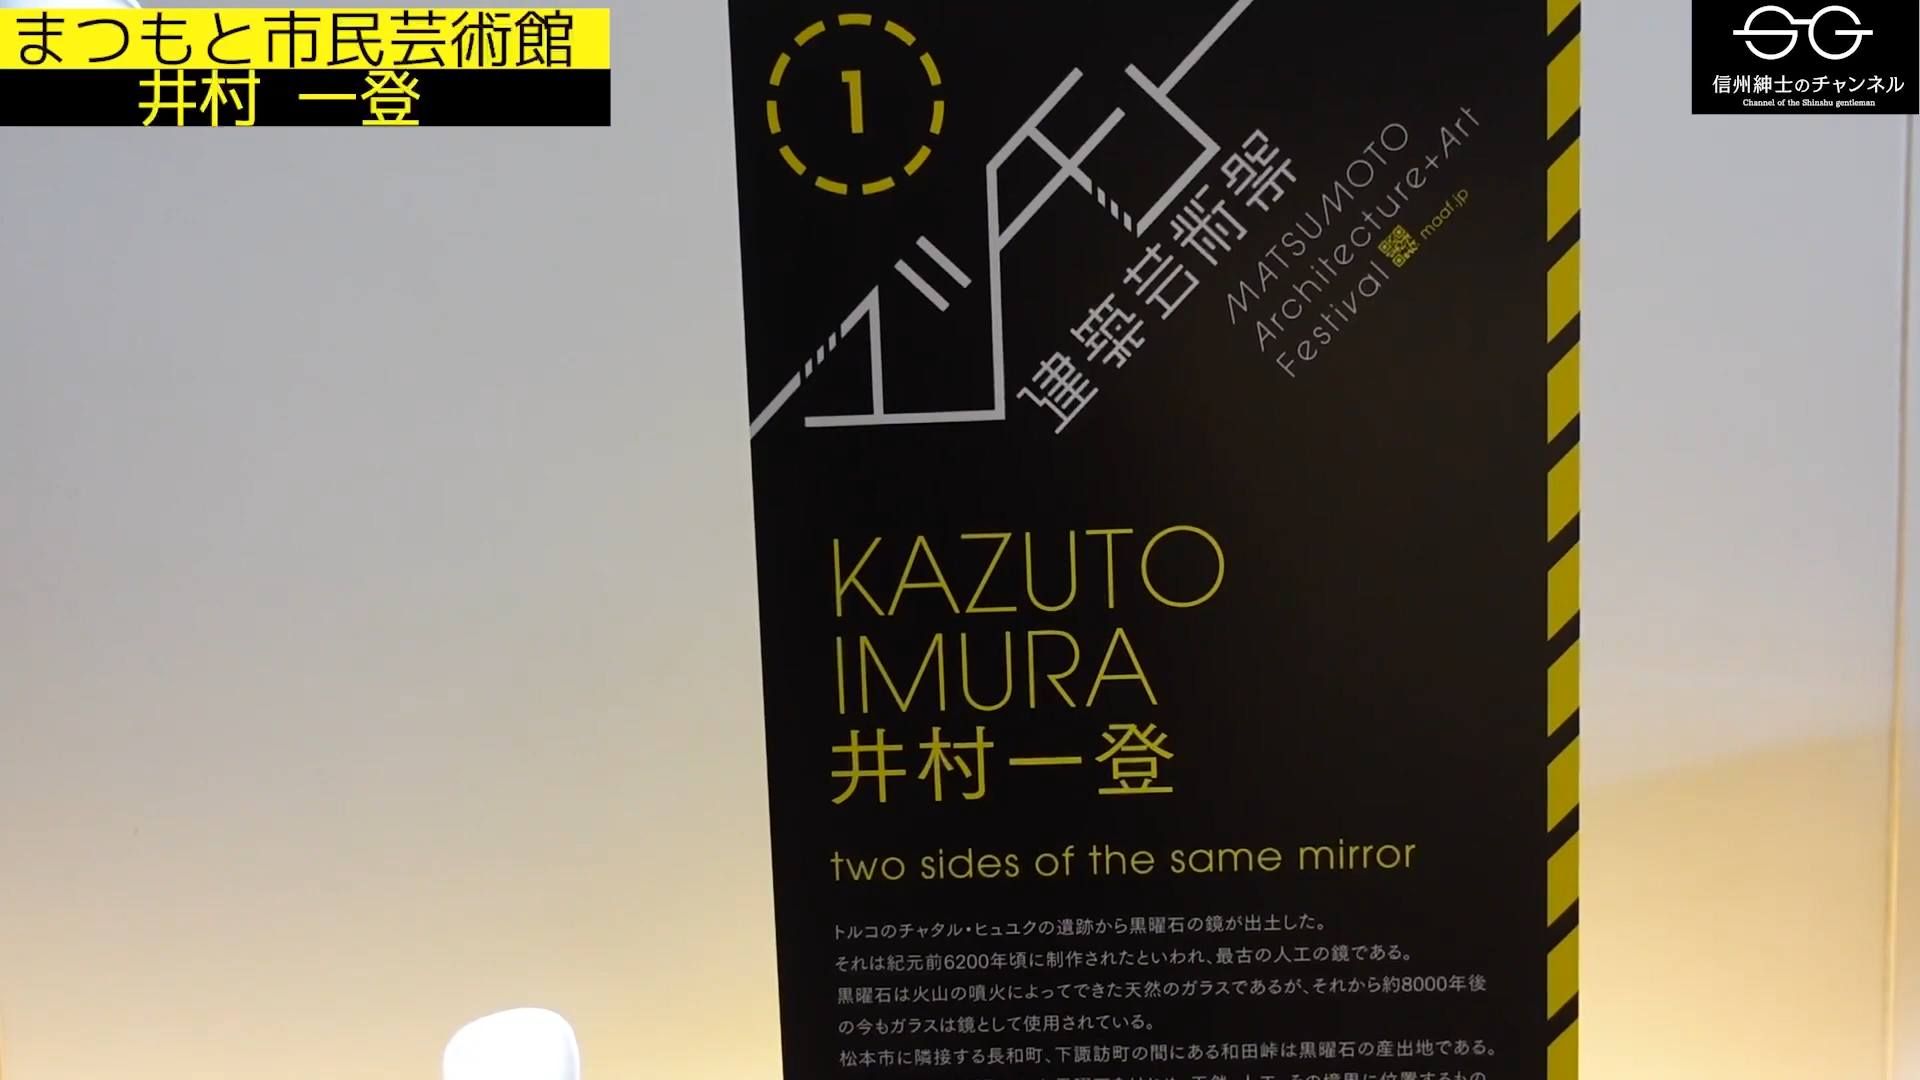 まつもと市民芸術館
井村 一登
信州紳士のチャンネル
Channel of the Shinshu gentleman
1
マツモト
建築芸術祭
MATSUMOTO
Architecture+Art
Festival
maaf.jp
KAZUTO
IMURA
井村一登
two sides of the same mirror
トルコのチャタル・ヒュユクの遺跡から黒曜石の鏡が出土した。
それは紀元前6200年頃に制作されたといわれ、最古の人工の鏡である。
黒曜石は火山の噴火によってできた天然のガラスであるが、それから約8000年後
の今もガラスは鏡として使用されている。
松本市に隣接する長和町、下諏訪町の間にある和田峠は黒曜石の産出地である。